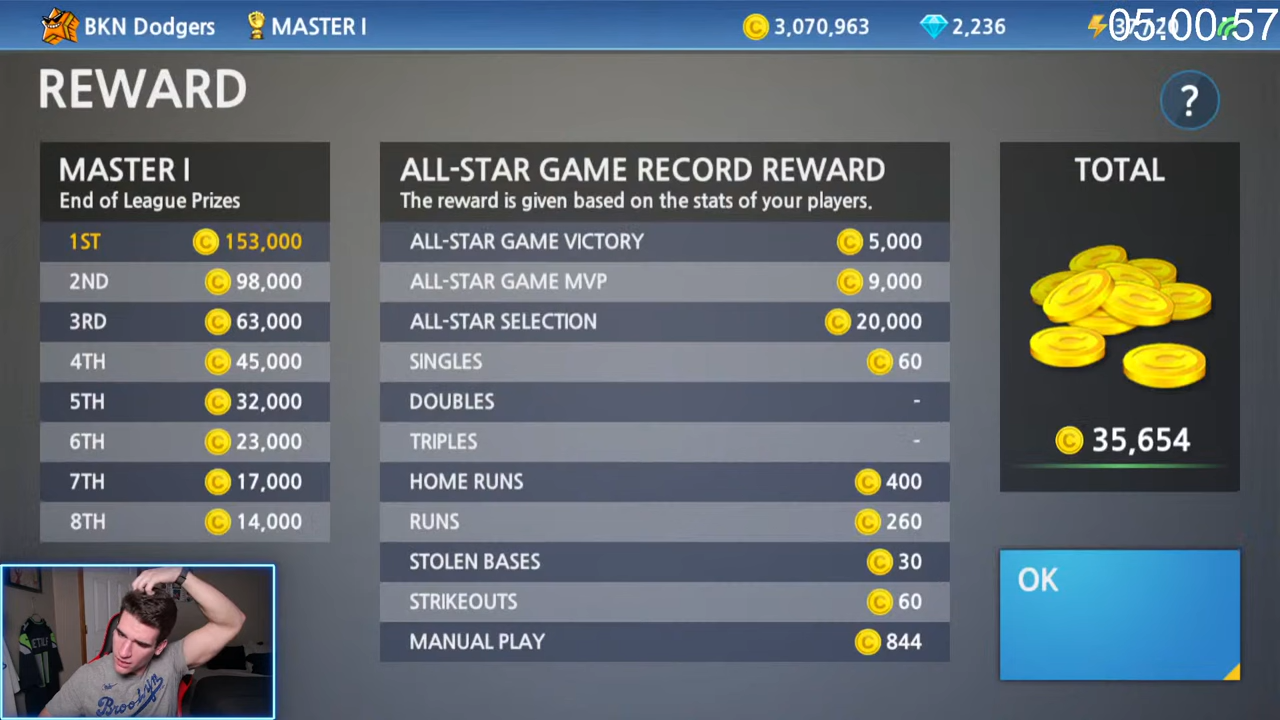 BKN Dodgers MASTER I 3,070,963 2,236 05:00:57
REWARD
?
MASTER I
End of League Prizes
1ST 153,000
2ND 98,000
3RD 63,000
4TH 45,000
5TH 32,000
6TH 23,000
7TH 17,000
8TH 14,000
ALL-STAR GAME RECORD REWARD
The reward is given based on the stats of your players.
ALL-STAR GAME VICTORY 5,000
ALL-STAR GAME MVP 9,000
ALL-STAR SELECTION 20,000
SINGLES 60
DOUBLES -
TRIPLES -
HOME RUNS 400
RUNS 260
STOLEN BASES 30
STRIKEOUTS 60
MANUAL PLAY 844
TOTAL
35,654
OK
Brooklyn